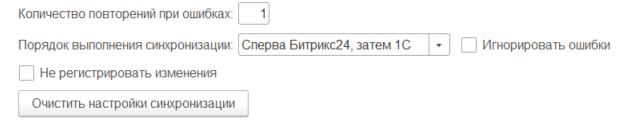 Количество повторений при ошибках: 1
Порядок выполнения синхронизации: Сперва Битрикс24, затем 1С Игнорировать ошибки
Не регистрировать изменения
Очистить настройки синхронизации